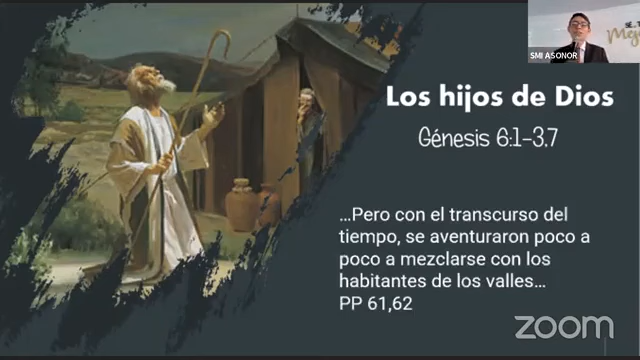 SMI ASONOR
Los hijos de Dios
Génesis 6:1-3,7
...Pero con el transcurso del
tiempo, se aventuraron poco a
poco a mezclarse con los
habitantes de los valles...
PP 61,62
zoom